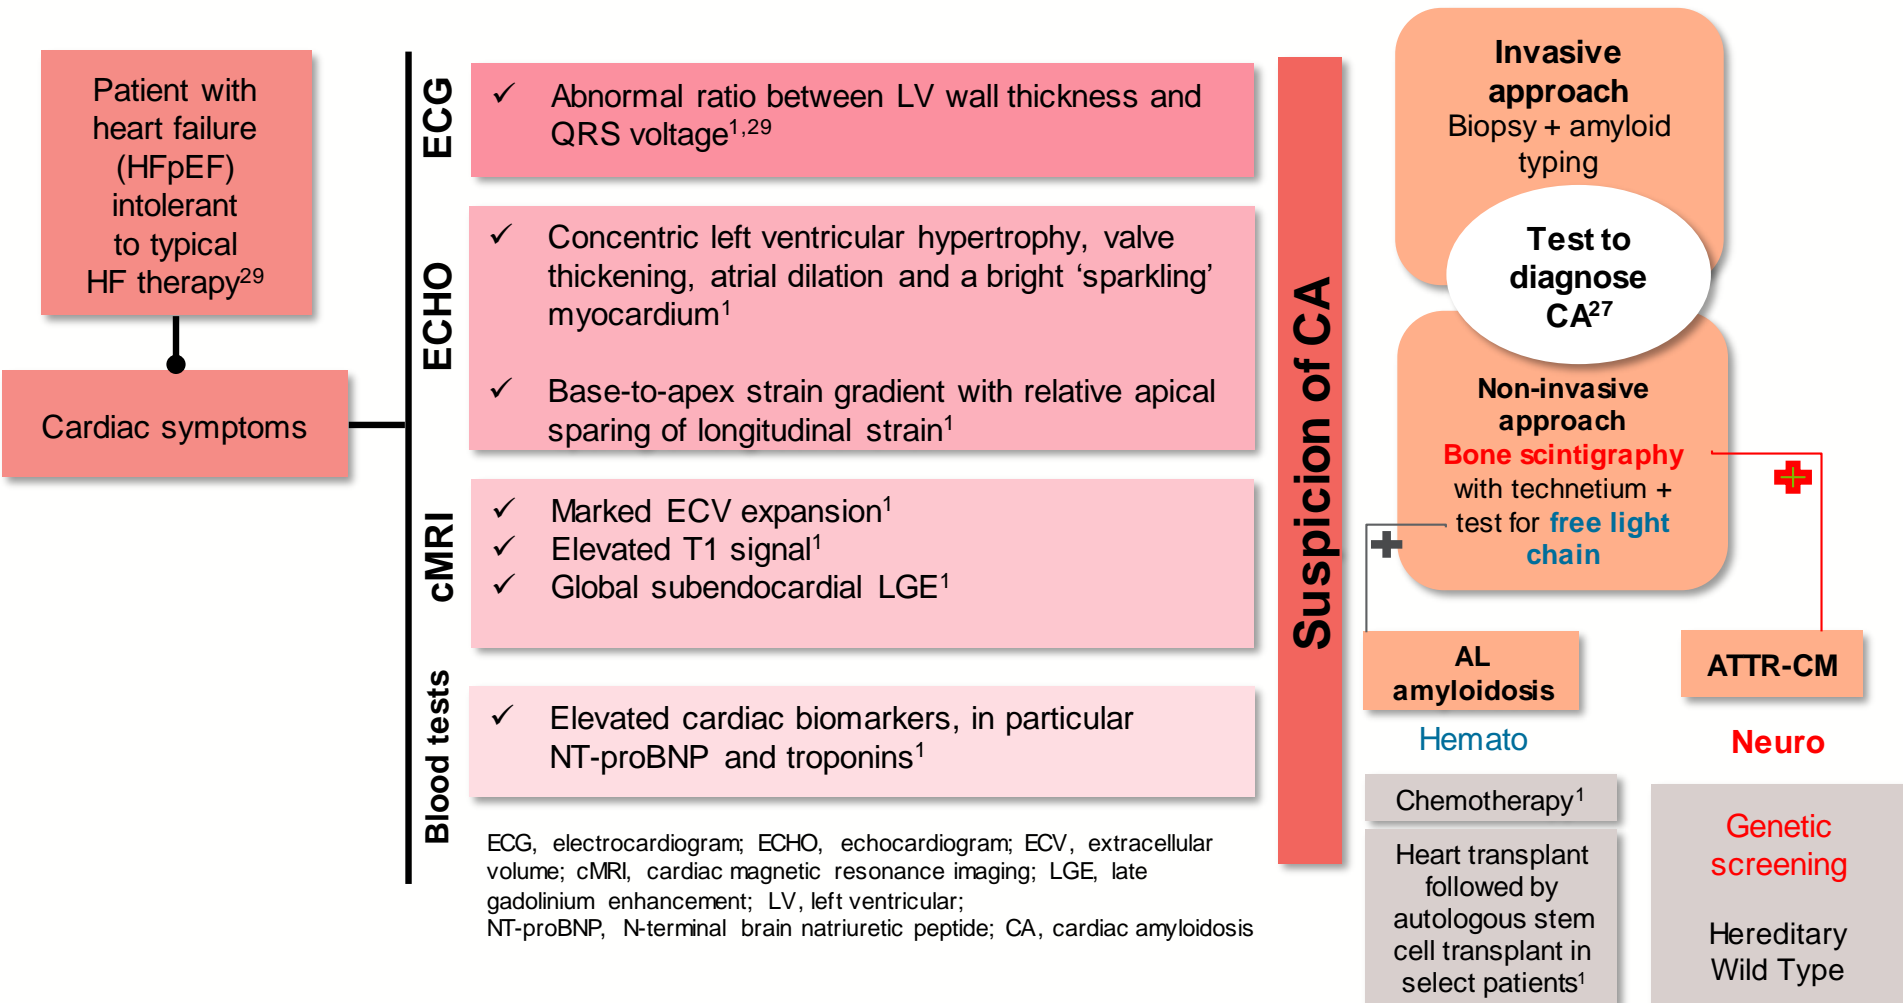 Patient with
heart failure
(HFpEF)
intolerant
to typical
HF therapy29
Cardiac symptoms
ECG
✓ Abnormal ratio between LV wall thickness and
QRS voltage1,29
ECHO
✓ Concentric left ventricular hypertrophy, valve
thickening, atrial dilation and a bright ‘sparkling’
myocardium1
✓ Base-to-apex strain gradient with relative apical
sparing of longitudinal strain1
cMRI
✓ Marked ECV expansion1
✓ Elevated T1 signal1
✓ Global subendocardial LGE1
Blood tests
✓ Elevated cardiac biomarkers, in particular
NT-proBNP and troponins1
ECG, electrocardiogram; ECHO, echocardiogram; ECV, extracellular
volume; cMRI, cardiac magnetic resonance imaging; LGE, late
gadolinium enhancement; LV, left ventricular;
NT-proBNP, N-terminal brain natriuretic peptide; CA, cardiac amyloidosis
Suspicion of CA
Invasive
approach
Biopsy + amyloid
typing
Test to
diagnose
CA27
Non-invasive
approach
Bone scintigraphy
with technetium +
test for free light
chain
AL
amyloidosis
Hemato
Chemotherapy1
Heart transplant
followed by
autologous stem
cell transplant in
select patients1
ATTR-CM
Neuro
Genetic
screening
Hereditary
Wild Type